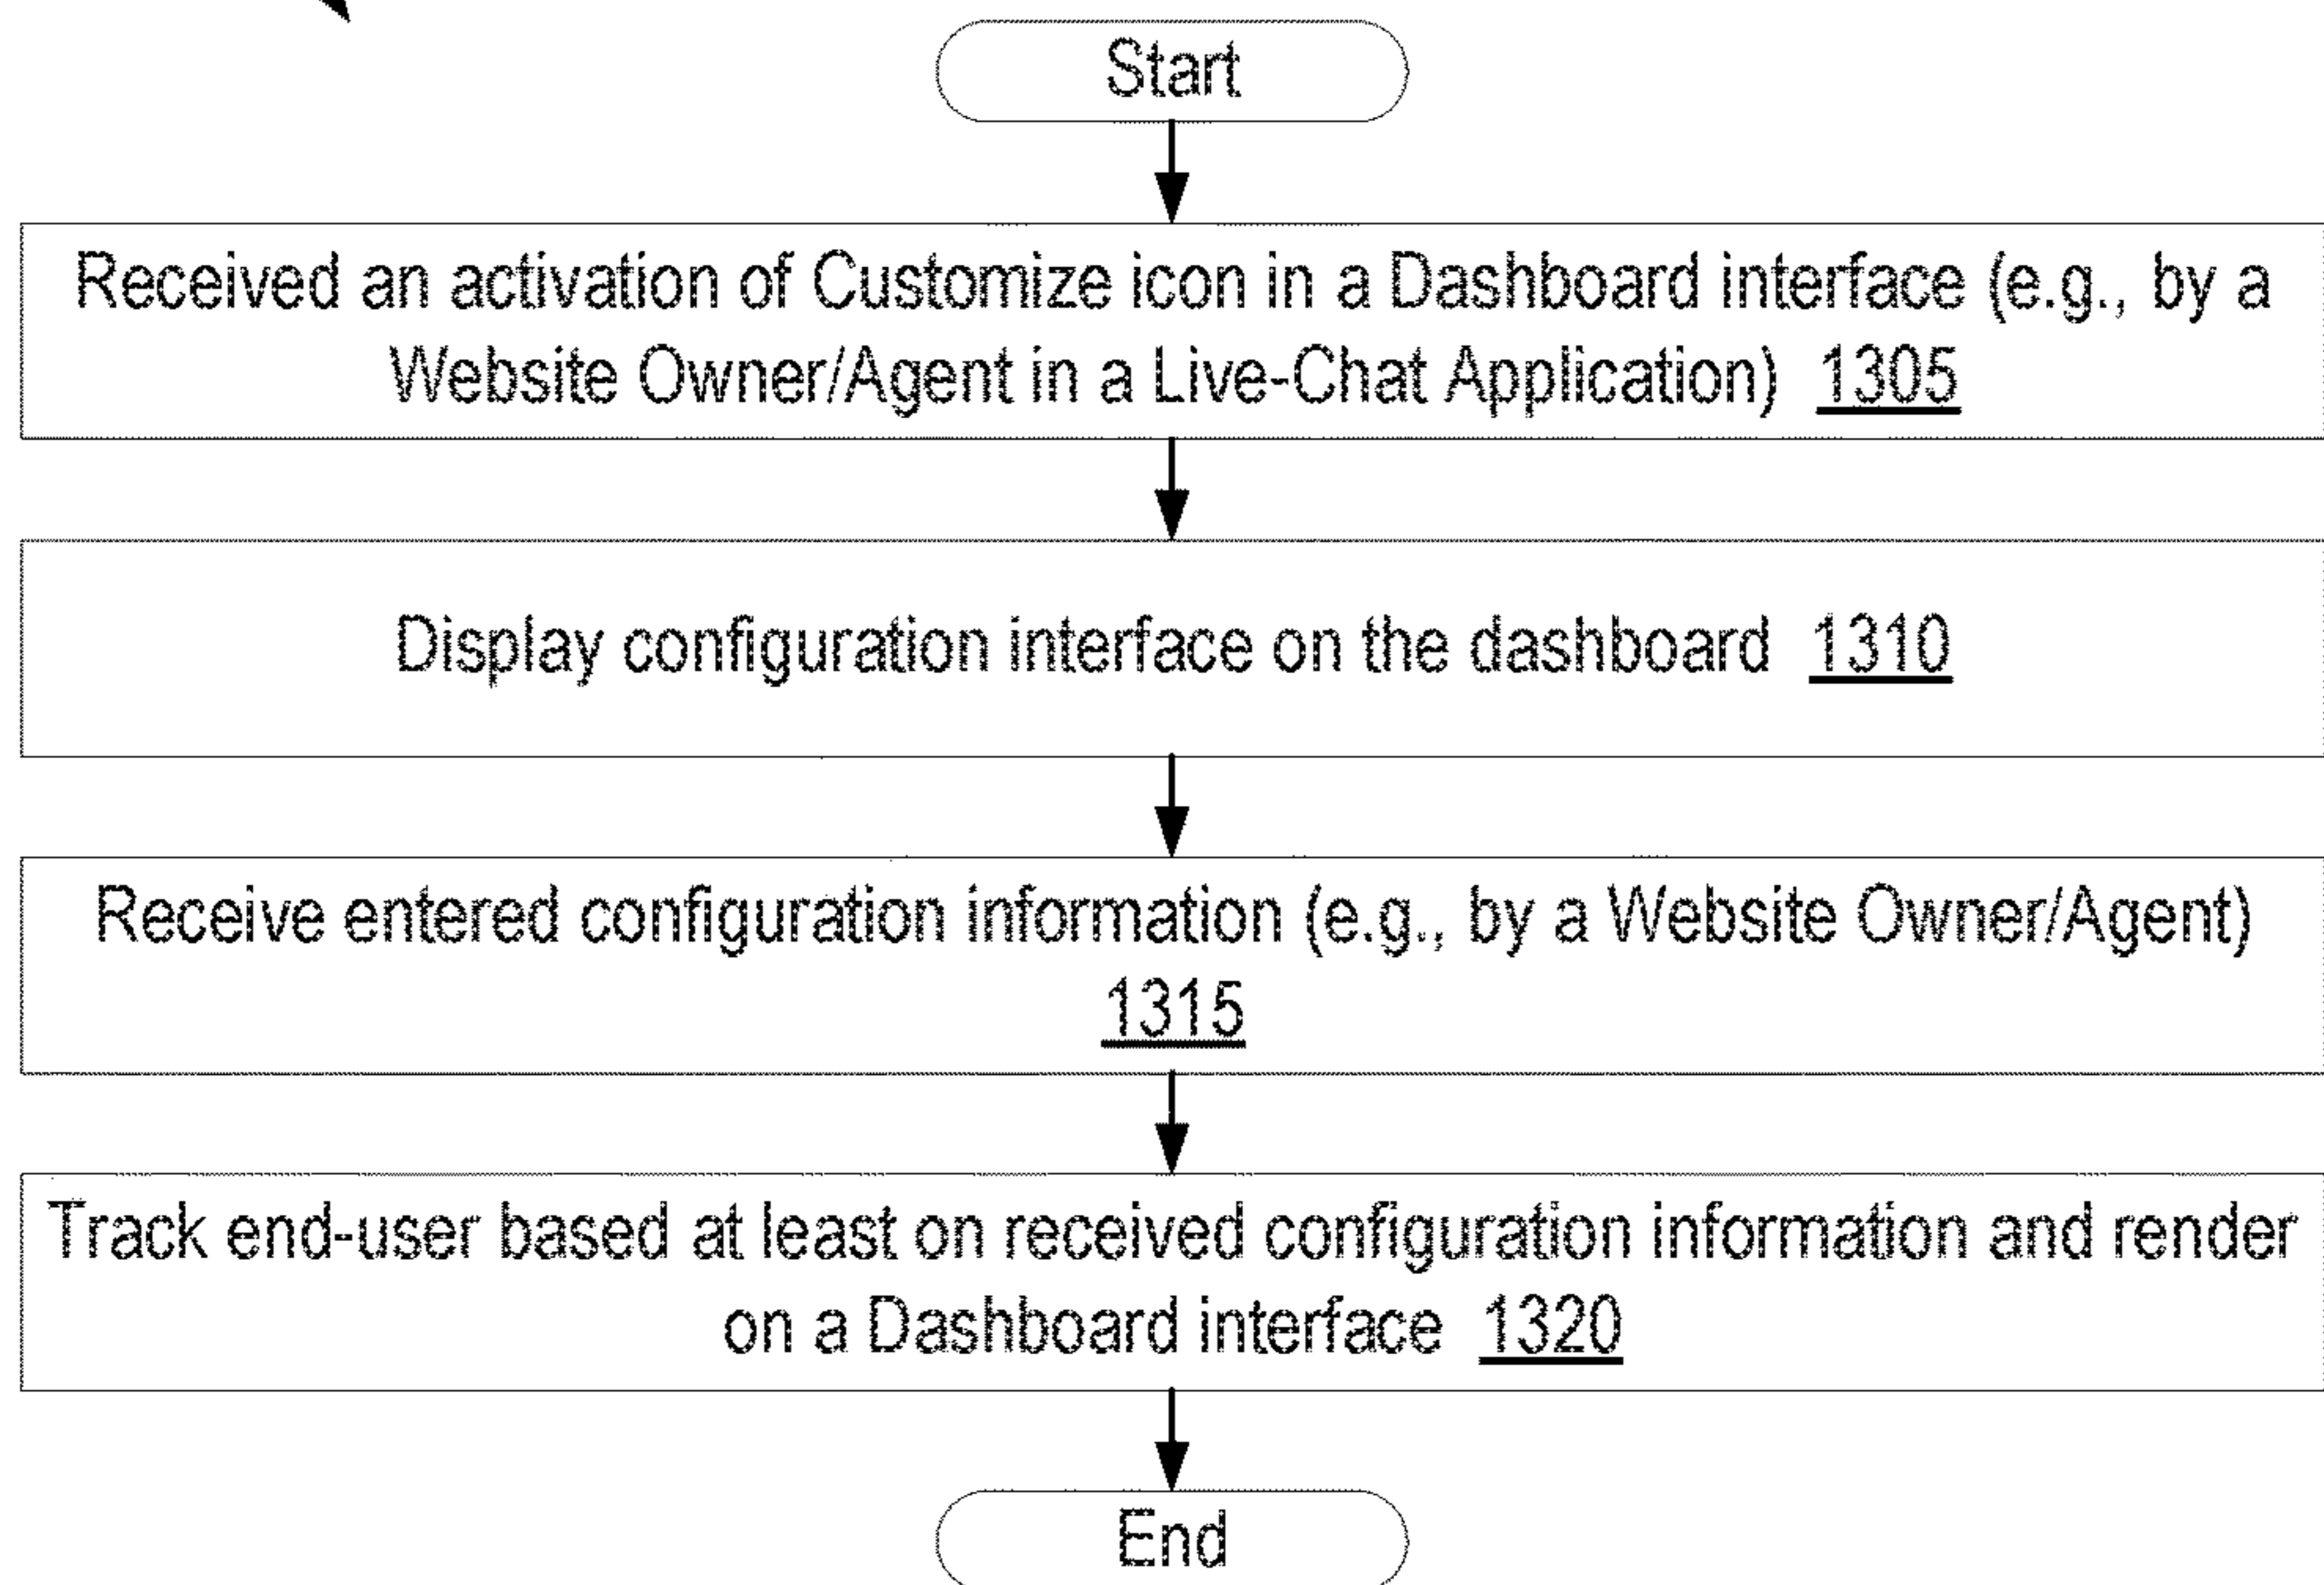 Start
Received an activation of Customize icon in a Dashboard interface (e.g., by a
Website Owner/Agent in a Live-Chat Application) 1305
Display configuration interface on the dashboard 1310
Receive entered configuration information (e.g., by a Website Owner/Agent)
1315
Track end-user based at least on received configuration information and render
on a Dashboard interface 1320
End